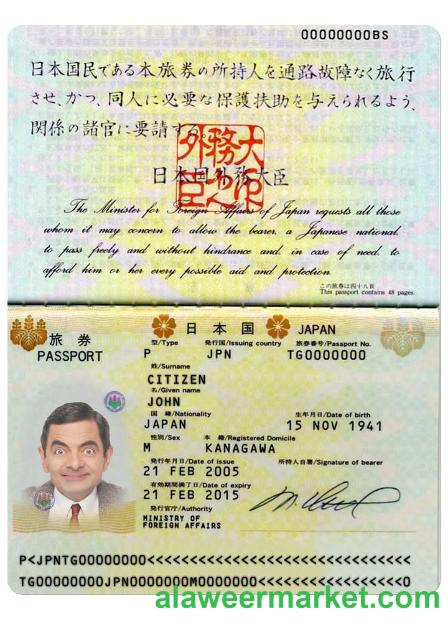 00000000BS
日本国民である本旅券の所持人を通路故障なく旅行
させ、かつ、同人に必要な保護扶助を与えられるよう、
関係の諸官に要請する。
日本国外務大臣
The Minister for Foreign Affairs of Japan requests all those
whom it may concern to allow the bearer, a Japanese national,
to pass freely and without hindrance and, in case of need, to
afford him or her every possible aid and protection.
この旅券は四十八頁
This passport contains 48 pages.
旅券 日本国 JAPAN
PASSPORT
型/Type 発行国/Issuing country 旅券番号/Passport No.
P JPN TG0000000
姓/Surname
CITIZEN
名/Given name
JOHN
国籍/Nationality 生年月日/Date of birth
JAPAN 15 NOV 1941
性別/Sex 本籍/Registered Domicile
M KANAGAWA
発行年月日/Date of issue 所持人自署/Signature of bearer
21 FEB 2005
有効期間満了日/Date of expiry
21 FEB 2015
発行官庁/Authority
MINISTRY OF
FOREIGN AFFAIRS
P<JPNTG00000000<<<<<<<<<<<<<<<<<<<<<<<<<<<<<
TG00000000JPN0000000M0000000<<<<<<<<<<<<<<<0
alaweermarket.com